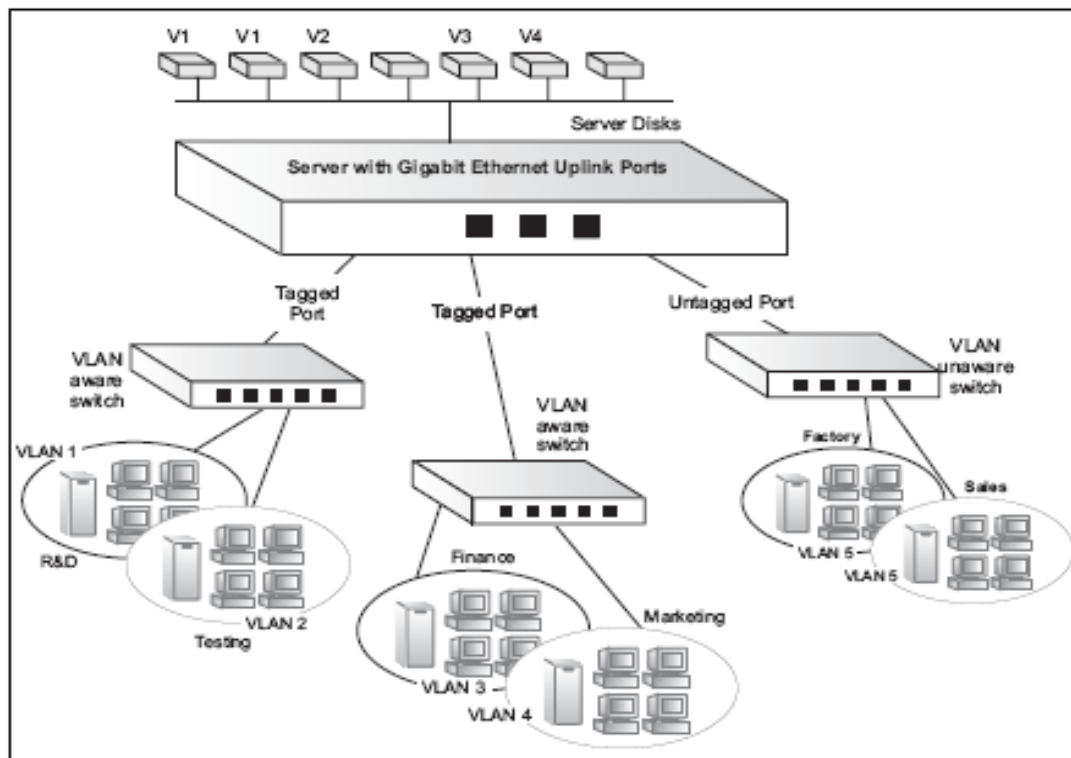 V1 V1 V2 V3 V4
Server Disks
Server with Gigabit Ethernet Uplink Ports
Tagged
Port
Tagged Port
Untagged Port
VLAN
aware
switch
VLAN
aware
switch
VLAN
unaware
switch
VLAN 1
R&D
VLAN 2
Testing
Finance
VLAN 3
Marketing
VLAN 4
Factory
VLAN 5
Sales
VLAN 5